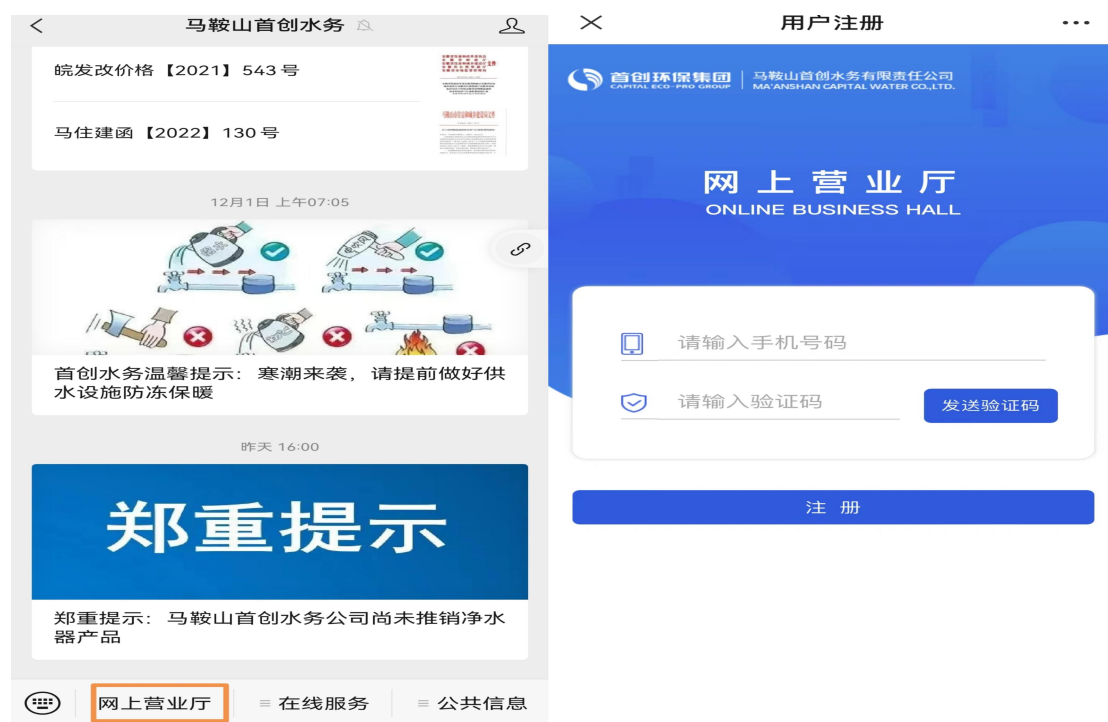 马鞍山首创水务
皖发改价格【2021】543号
马住建函【2022】130号
12月1日 上午07:05
首创水务温馨提示：寒潮来袭，请提前做好供
水设施防冻保暖
昨天 16:00
郑重提示
郑重提示：马鞍山首创水务公司尚未推销净水
器产品
网上营业厅
在线服务
公共信息
用户注册
首创环保集团
CAPITAL ECO-PRO GROUP
马鞍山首创水务有限责任公司
MA'ANSHAN CAPITAL WATER CO.,LTD.
网上营业厅
ONLINE BUSINESS HALL
请输入手机号码
请输入验证码
发送验证码
注 册